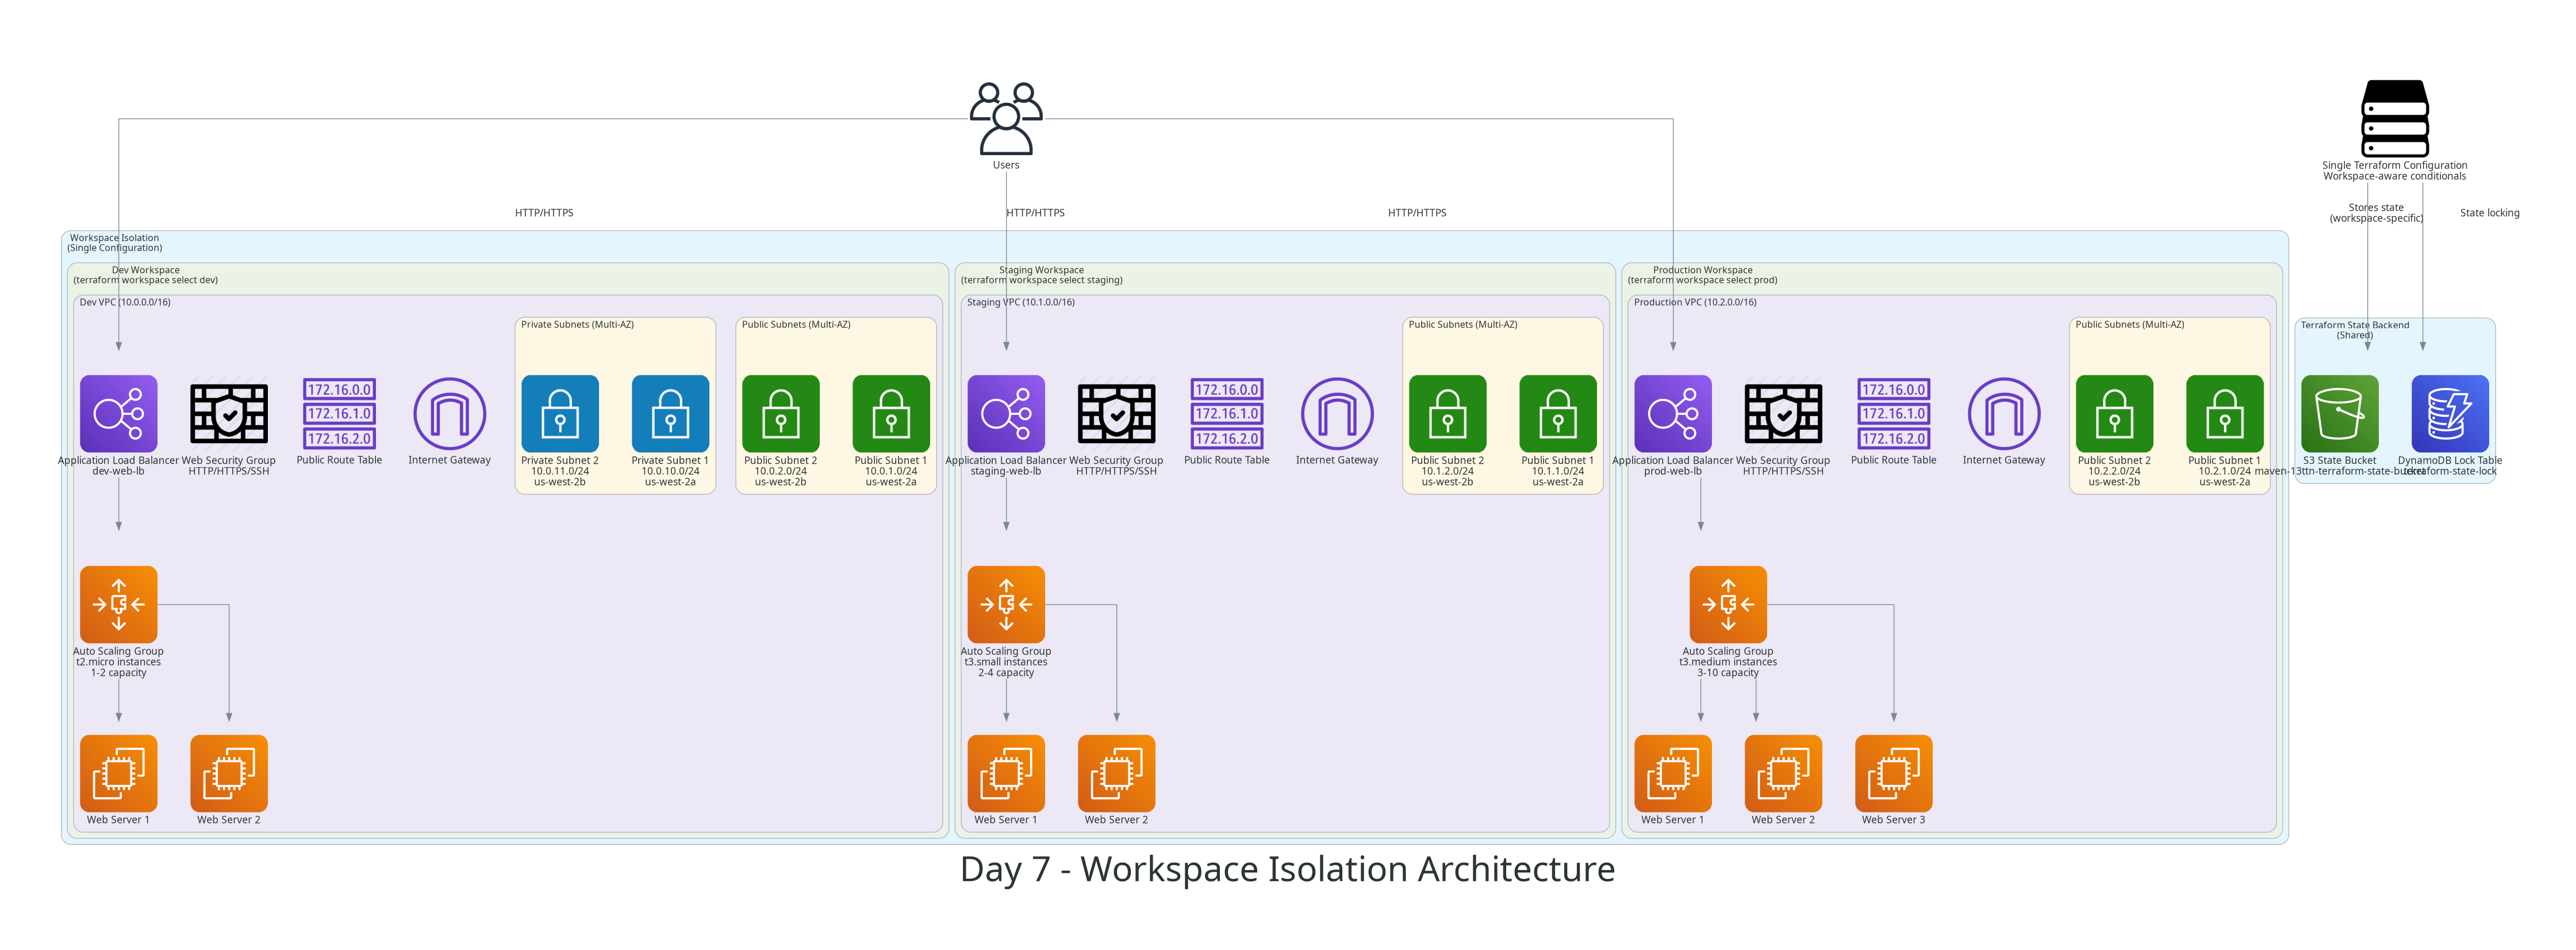 Users
Single Terraform Configuration
Workspace-aware conditionals
HTTP/HTTPS
HTTP/HTTPS
HTTP/HTTPS
Stores state
(workspace-specific)
State locking
Workspace Isolation
(Single Configuration)
Dev Workspace
(terraform workspace select dev)
Dev VPC (10.0.0.0/16)
Private Subnets (Multi-AZ)
Public Subnets (Multi-AZ)
Application Load Balancer
dev-web-lb
Web Security Group
HTTP/HTTPS/SSH
172.16.0.0
172.16.1.0
172.16.2.0
Public Route Table
Internet Gateway
Private Subnet 2
10.0.11.0/24
us-west-2b
Private Subnet 1
10.0.10.0/24
us-west-2a
Public Subnet 2
10.0.2.0/24
us-west-2b
Public Subnet 1
10.0.1.0/24
us-west-2a
Auto Scaling Group
t2.micro instances
1-2 capacity
Web Server 1
Web Server 2
Staging Workspace
(terraform workspace select staging)
Staging VPC (10.1.0.0/16)
Public Subnets (Multi-AZ)
Application Load Balancer
staging-web-lb
Web Security Group
HTTP/HTTPS/SSH
172.16.0.0
172.16.1.0
172.16.2.0
Public Route Table
Internet Gateway
Public Subnet 2
10.1.2.0/24
us-west-2b
Public Subnet 1
10.1.1.0/24
us-west-2a
Auto Scaling Group
t3.small instances
2-4 capacity
Web Server 1
Web Server 2
Production Workspace
(terraform workspace select prod)
Production VPC (10.2.0.0/16)
Public Subnets (Multi-AZ)
Application Load Balancer
prod-web-lb
Web Security Group
HTTP/HTTPS/SSH
172.16.0.0
172.16.1.0
172.16.2.0
Public Route Table
Internet Gateway
Public Subnet 2
10.2.2.0/24
us-west-2b
Public Subnet 1
10.2.1.0/24
us-west-2a
Auto Scaling Group
t3.medium instances
3-10 capacity
Web Server 1
Web Server 2
Web Server 3
Terraform State Backend
(Shared)
S3 State Bucket
maven-13ttn-terraform-state-bucket
DynamoDB Lock Table
terraform-state-lock
Day 7 - Workspace Isolation Architecture